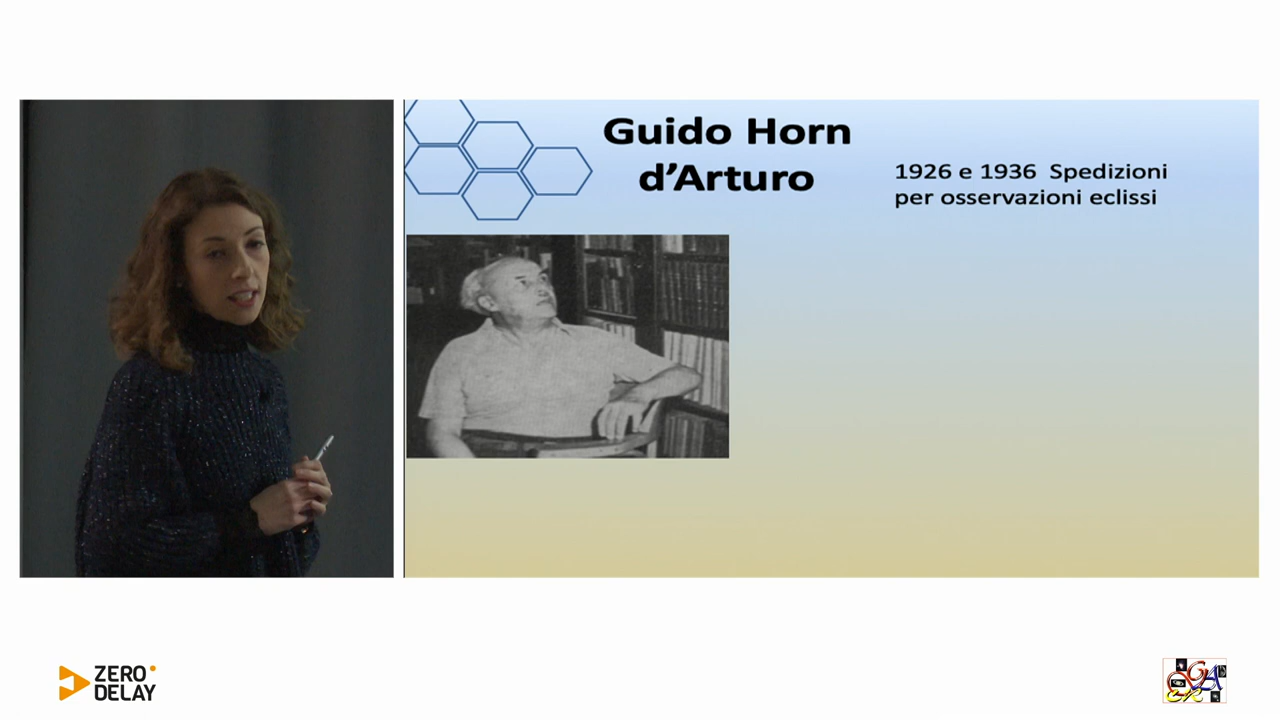 Guido Horn
d’Arturo
1926 e 1936 Spedizioni
per osservazioni eclissi
ZERO
DELAY